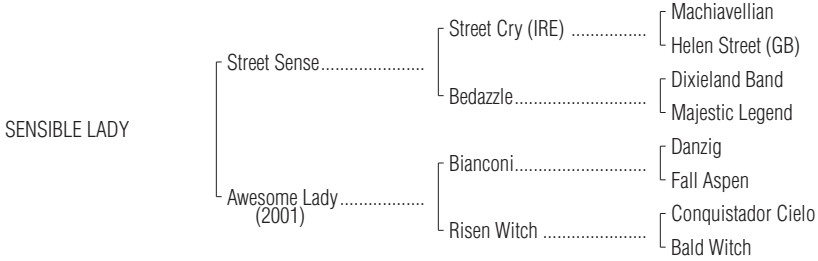 Machiavellian
Street Cry (IRE) ................
Helen Street (GB)
Street Sense......................
Dixieland Band
Bedazzle............................
Majestic Legend
SENSIBLE LADY
Danzig
Bianconi............................
Fall Aspen
Awesome Lady..................
(2001)
Conquistador Cielo
Risen Witch ......................
Bald Witch